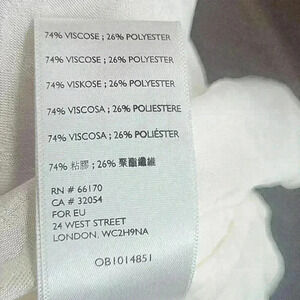 74% VISCOSE ; 26% POLYESTER
74% VISCOSE ; 26% POLYESTER
74% VISKOSE ; 26% POLYESTER
74% VISCOSA ; 26% POLIESTERE
74% VISCOSA ; 26% POLIÉSTER
74% 粘膠 ; 26% 聚酯纖維
RN # 66170
CA # 32054
FOR EU
24 WEST STREET
LONDON, WC2H9NA
OB1014851